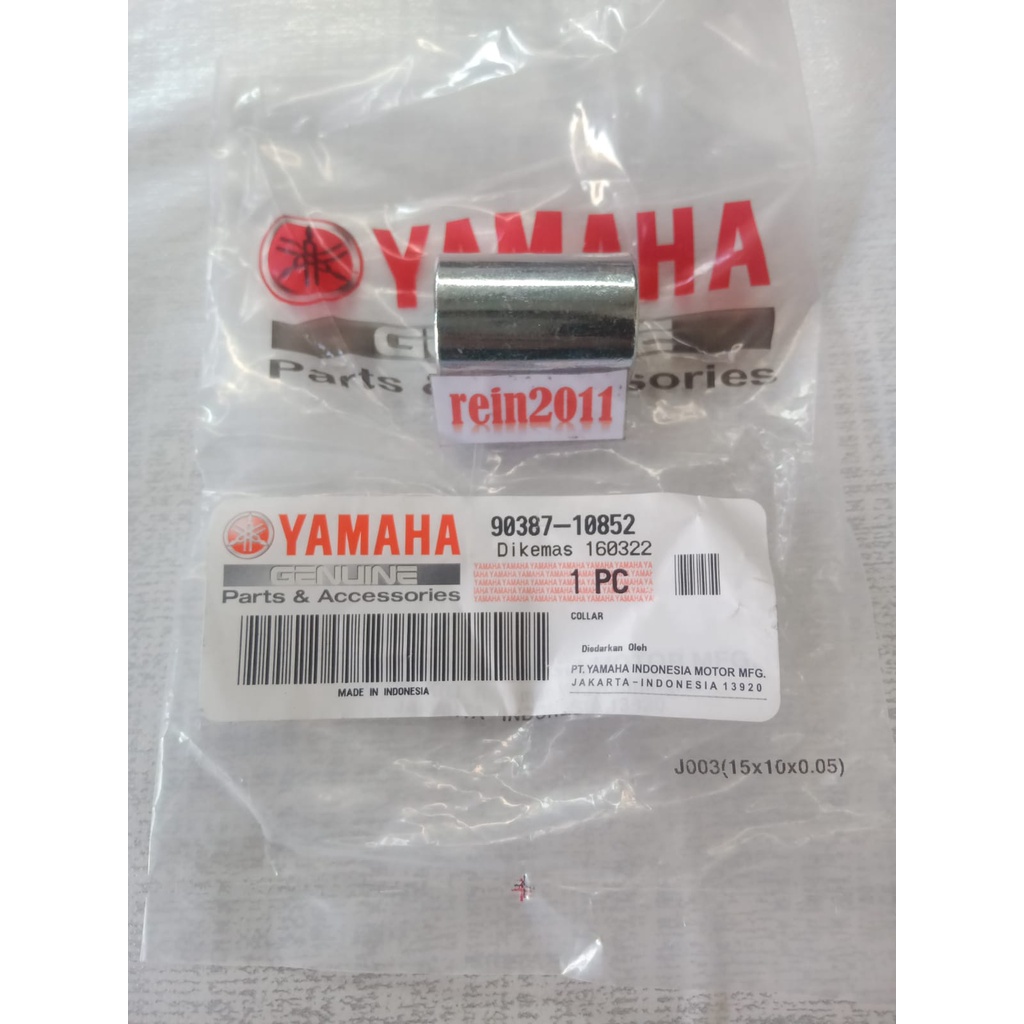 YAMAHA
GENUINE
Parts & Accessories
rein2011
YAMAHA
GENUINE
Parts & Accessories
90387-10852
Dikemas 160322
1 PC
COLLAR
Diedarkan Oleh
PT. YAMAHA INDONESIA MOTOR MFG.
JAKARTA-INDONESIA 13920
MADE IN INDONESIA
J003(15x10x0.05)